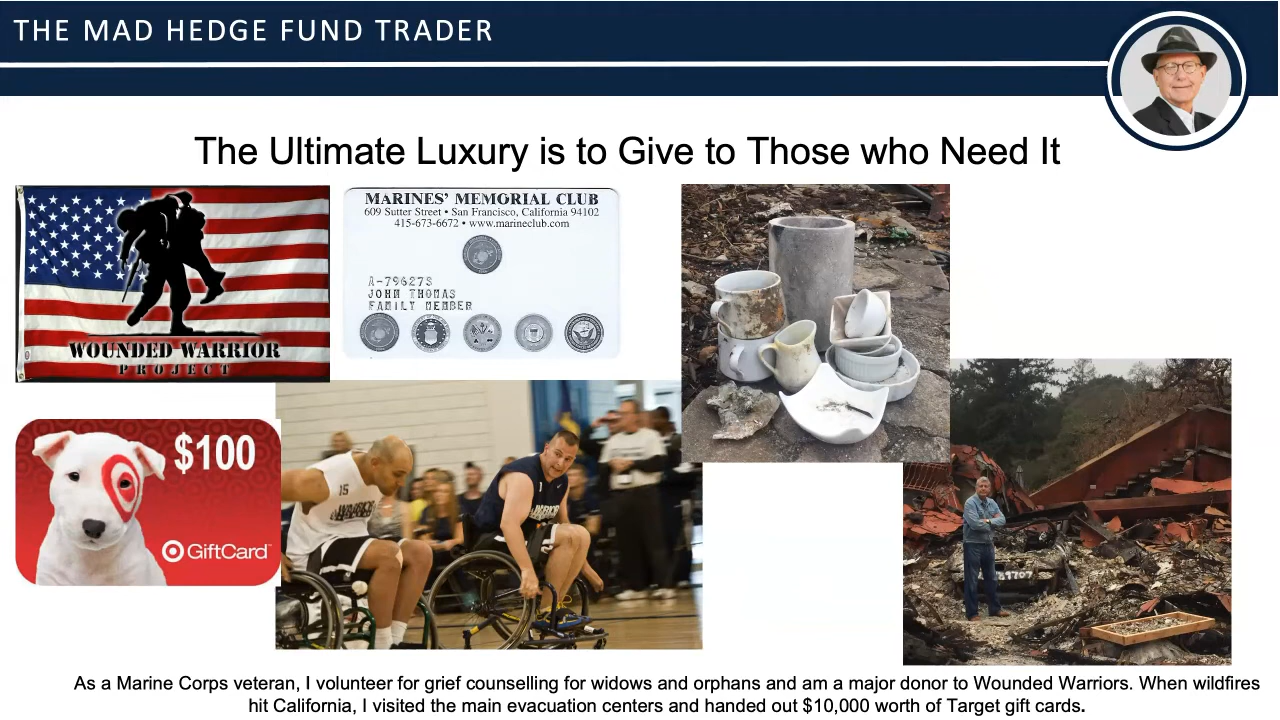 THE MAD HEDGE FUND TRADER
The Ultimate Luxury is to Give to Those who Need It
WOUNDED WARRIOR
PROJECT
MARINES' MEMORIAL CLUB
609 Sutter Street • San Francisco, California 94102
415-673-6672 • www.marineclub.com
A-79627S
JOHN THOMAS
FAMILY MEMBER
$100
GiftCard
15
As a Marine Corps veteran, I volunteer for grief counselling for widows and orphans and am a major donor to Wounded Warriors. When wildfires
hit California, I visited the main evacuation centers and handed out $10,000 worth of Target gift cards.